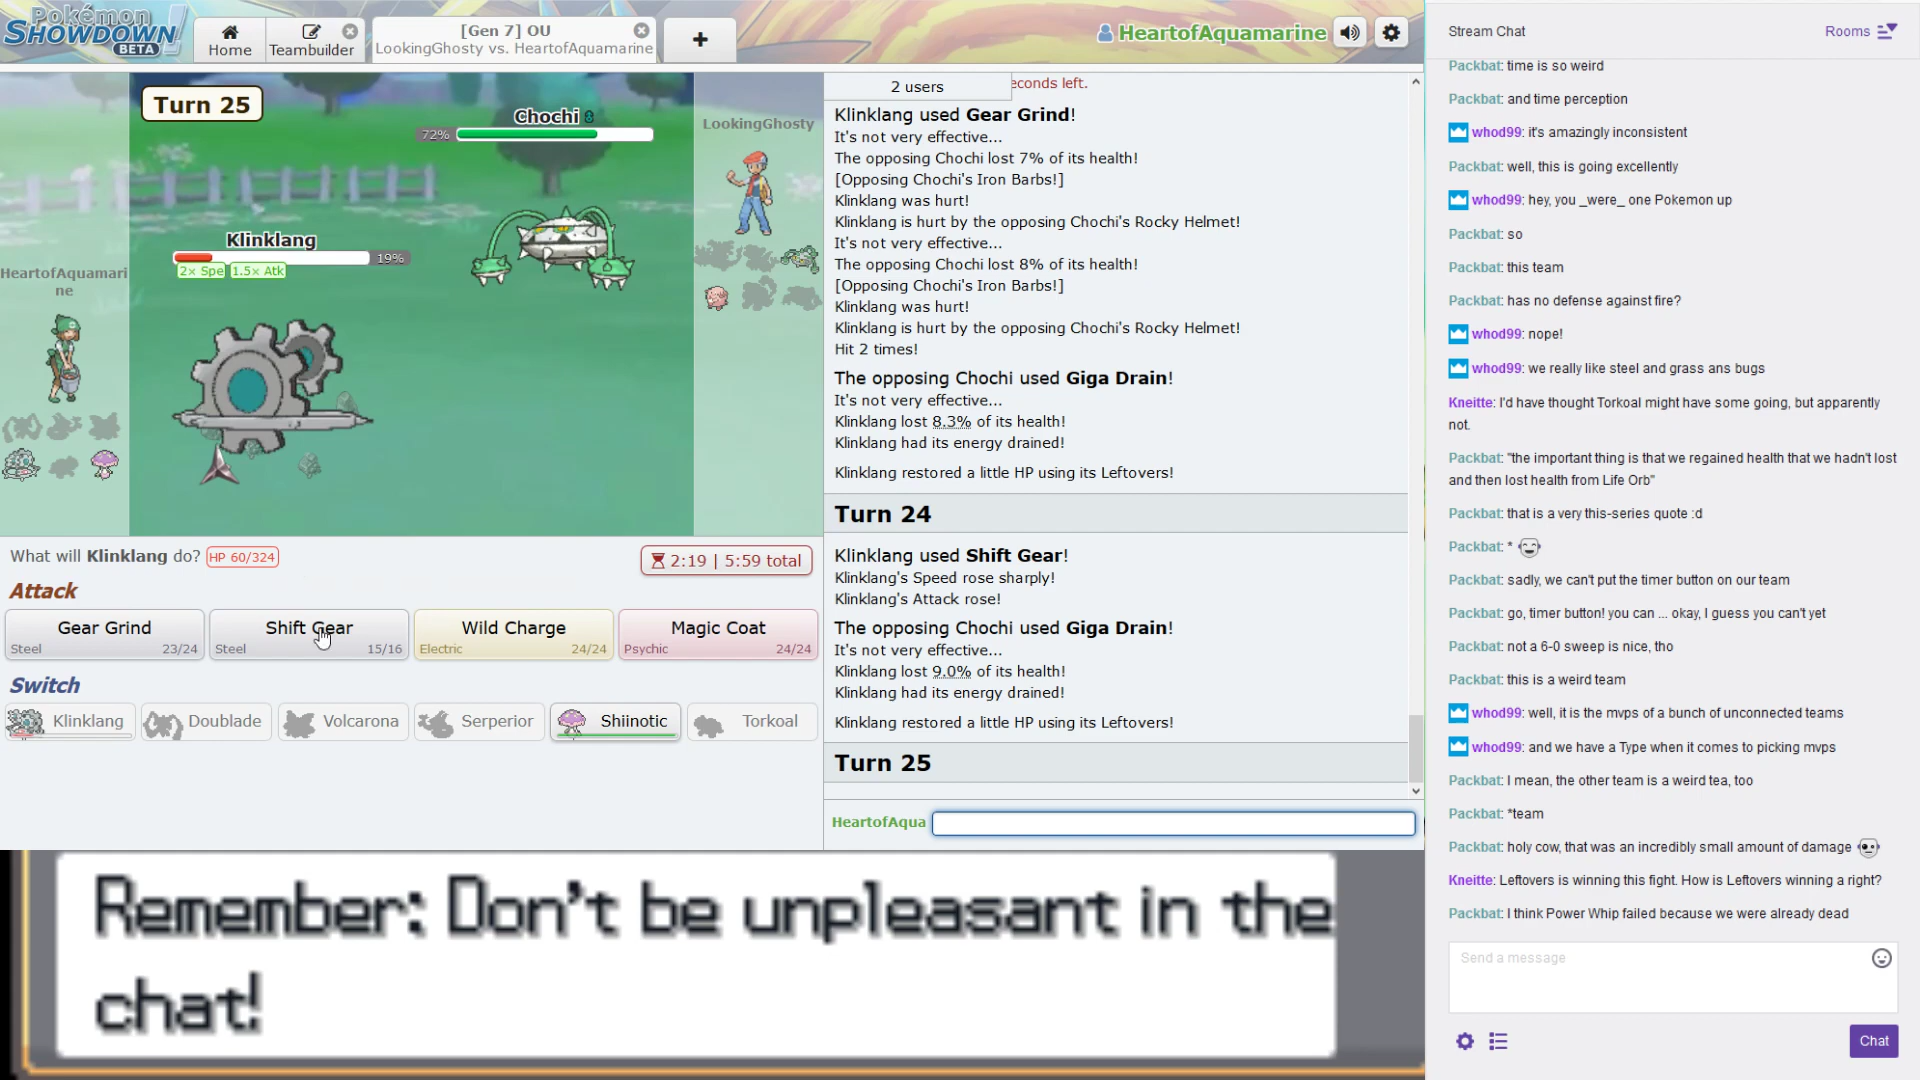 Pokémon
SHOWDOWN!
BETA
Home
Teambuilder
[Gen 7] OU
LookingGhosty vs. HeartofAquamarine
+
HeartofAquamarine
Turn 25
Chochi
72%
Klinklang
19%
2× Spe 1.5× Atk
LookingGhosty
HeartofAquamari
ne
What will Klinklang do? HP 60/324
2:19 | 5:59 total
Attack
Gear Grind
Steel 23/24
Shift Gear
Steel 15/16
Wild Charge
Electric 24/24
Magic Coat
Psychic 24/24
Switch
Klinklang
Doublade
Volcarona
Serperior
Shiinotic
Torkoal
2 users
econds left.
Klinklang used Gear Grind!
It's not very effective...
The opposing Chochi lost 7% of its health!
[Opposing Chochi's Iron Barbs!]
Klinklang was hurt!
Klinklang is hurt by the opposing Chochi's Rocky Helmet!
It's not very effective...
The opposing Chochi lost 8% of its health!
[Opposing Chochi's Iron Barbs!]
Klinklang was hurt!
Klinklang is hurt by the opposing Chochi's Rocky Helmet!
Hit 2 times!
The opposing Chochi used Giga Drain!
It's not very effective...
Klinklang lost 8.3% of its health!
Klinklang had its energy drained!
Klinklang restored a little HP using its Leftovers!
Turn 24
Klinklang used Shift Gear!
Klinklang's Speed rose sharply!
Klinklang's Attack rose!
The opposing Chochi used Giga Drain!
It's not very effective...
Klinklang lost 9.0% of its health!
Klinklang had its energy drained!
Klinklang restored a little HP using its Leftovers!
Turn 25
HeartofAqua
Remember: Don't be unpleasant in the
chat!
Stream Chat
Rooms
Packbat: time is so weird
Packbat: and time perception
whod99: it's amazingly inconsistent
Packbat: well, this is going excellently
whod99: hey, you _were_ one Pokemon up
Packbat: so
Packbat: this team
Packbat: has no defense against fire?
whod99: nope!
whod99: we really like steel and grass ans bugs
Kneitte: I'd have thought Torkoal might have some going, but apparently
not.
Packbat: "the important thing is that we regained health that we hadn't lost
and then lost health from Life Orb"
Packbat: that is a very this-series quote :d
Packbat: *
Packbat: sadly, we can't put the timer button on our team
Packbat: go, timer button! you can ... okay, I guess you can't yet
Packbat: not a 6-0 sweep is nice, tho
Packbat: this is a weird team
whod99: well, it is the mvps of a bunch of unconnected teams
whod99: and we have a Type when it comes to picking mvps
Packbat: I mean, the other team is a weird tea, too
Packbat: *team
Packbat: holy cow, that was an incredibly small amount of damage
Kneitte: Leftovers is winning this fight. How is Leftovers winning a right?
Packbat: I think Power Whip failed because we were already dead
Send a message
Chat